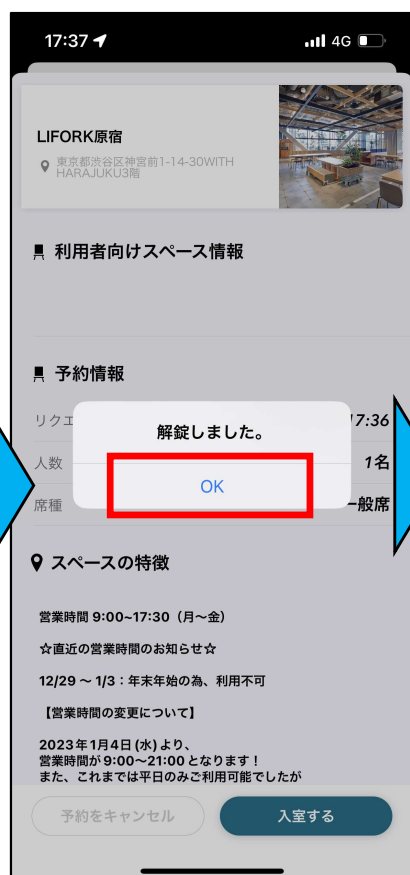 17:37
4G
LIFORK原宿
東京都渋谷区神宮前1-14-30WITH
HARAJUKU3階
利用者向けスペース情報
予約情報
リクエ
7:36
解錠しました。
人数
1名
OK
席種
一般席
スペースの特徴
営業時間 9:00~17:30（月~金）
☆直近の営業時間のお知らせ☆
12/29 ~ 1/3：年末年始の為、利用不可
【営業時間の変更について】
2023年1月4日(水)より、
営業時間が9:00~21:00となります！
また、これまでは平日のみご利用可能でしたが
予約をキャンセル
入室する